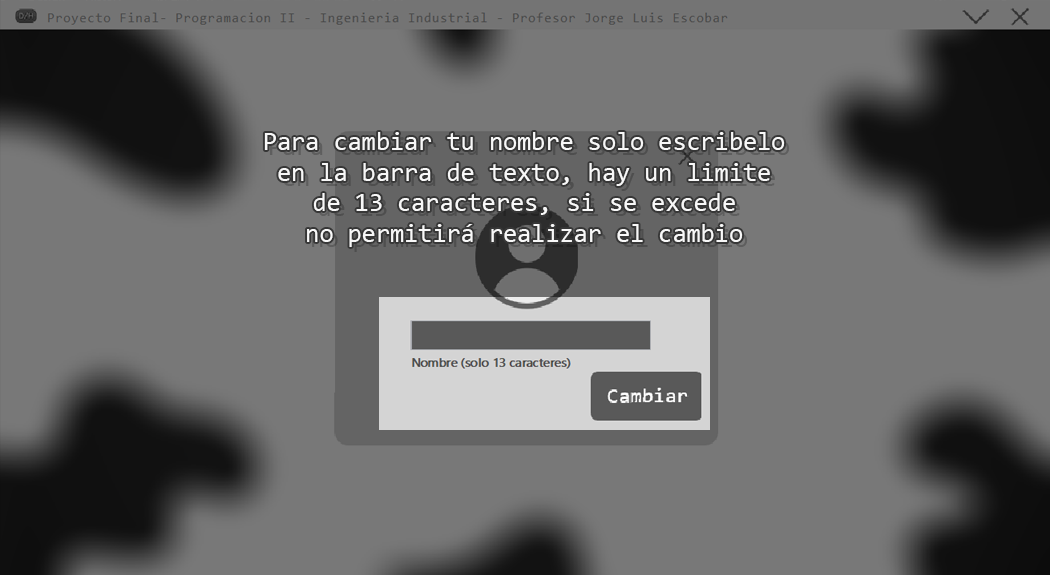 D/H Proyecto Final- Programacion II - Ingenieria Industrial - Profesor Jorge Luis Escobar
Para cambiar tu nombre solo escribelo
en la barra de texto, hay un limite
de 13 caracteres, si se excede
no permitirá realizar el cambio
Nombre (solo 13 caracteres)
Cambiar